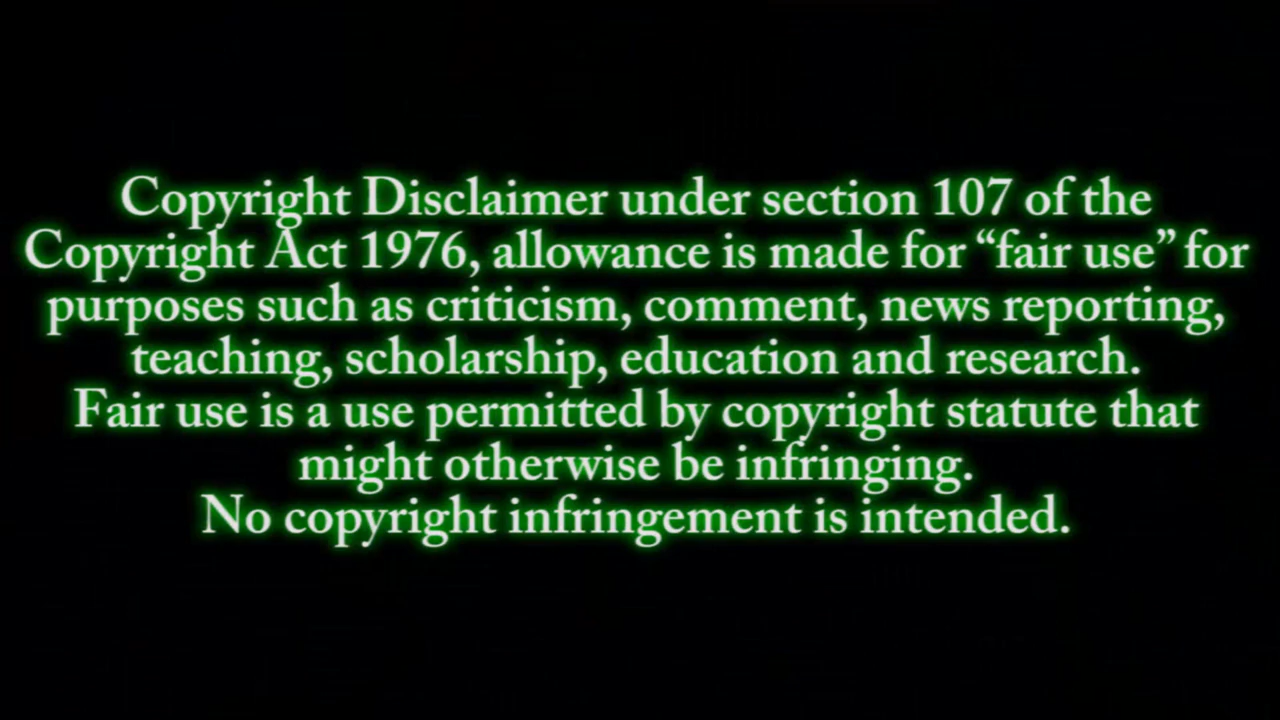 Copyright Disclaimer under section 107 of the
Copyright Act 1976, allowance is made for “fair use” for
purposes such as criticism, comment, news reporting,
teaching, scholarship, education and research.
Fair use is a use permitted by copyright statute that
might otherwise be infringing.
No copyright infringement is intended.